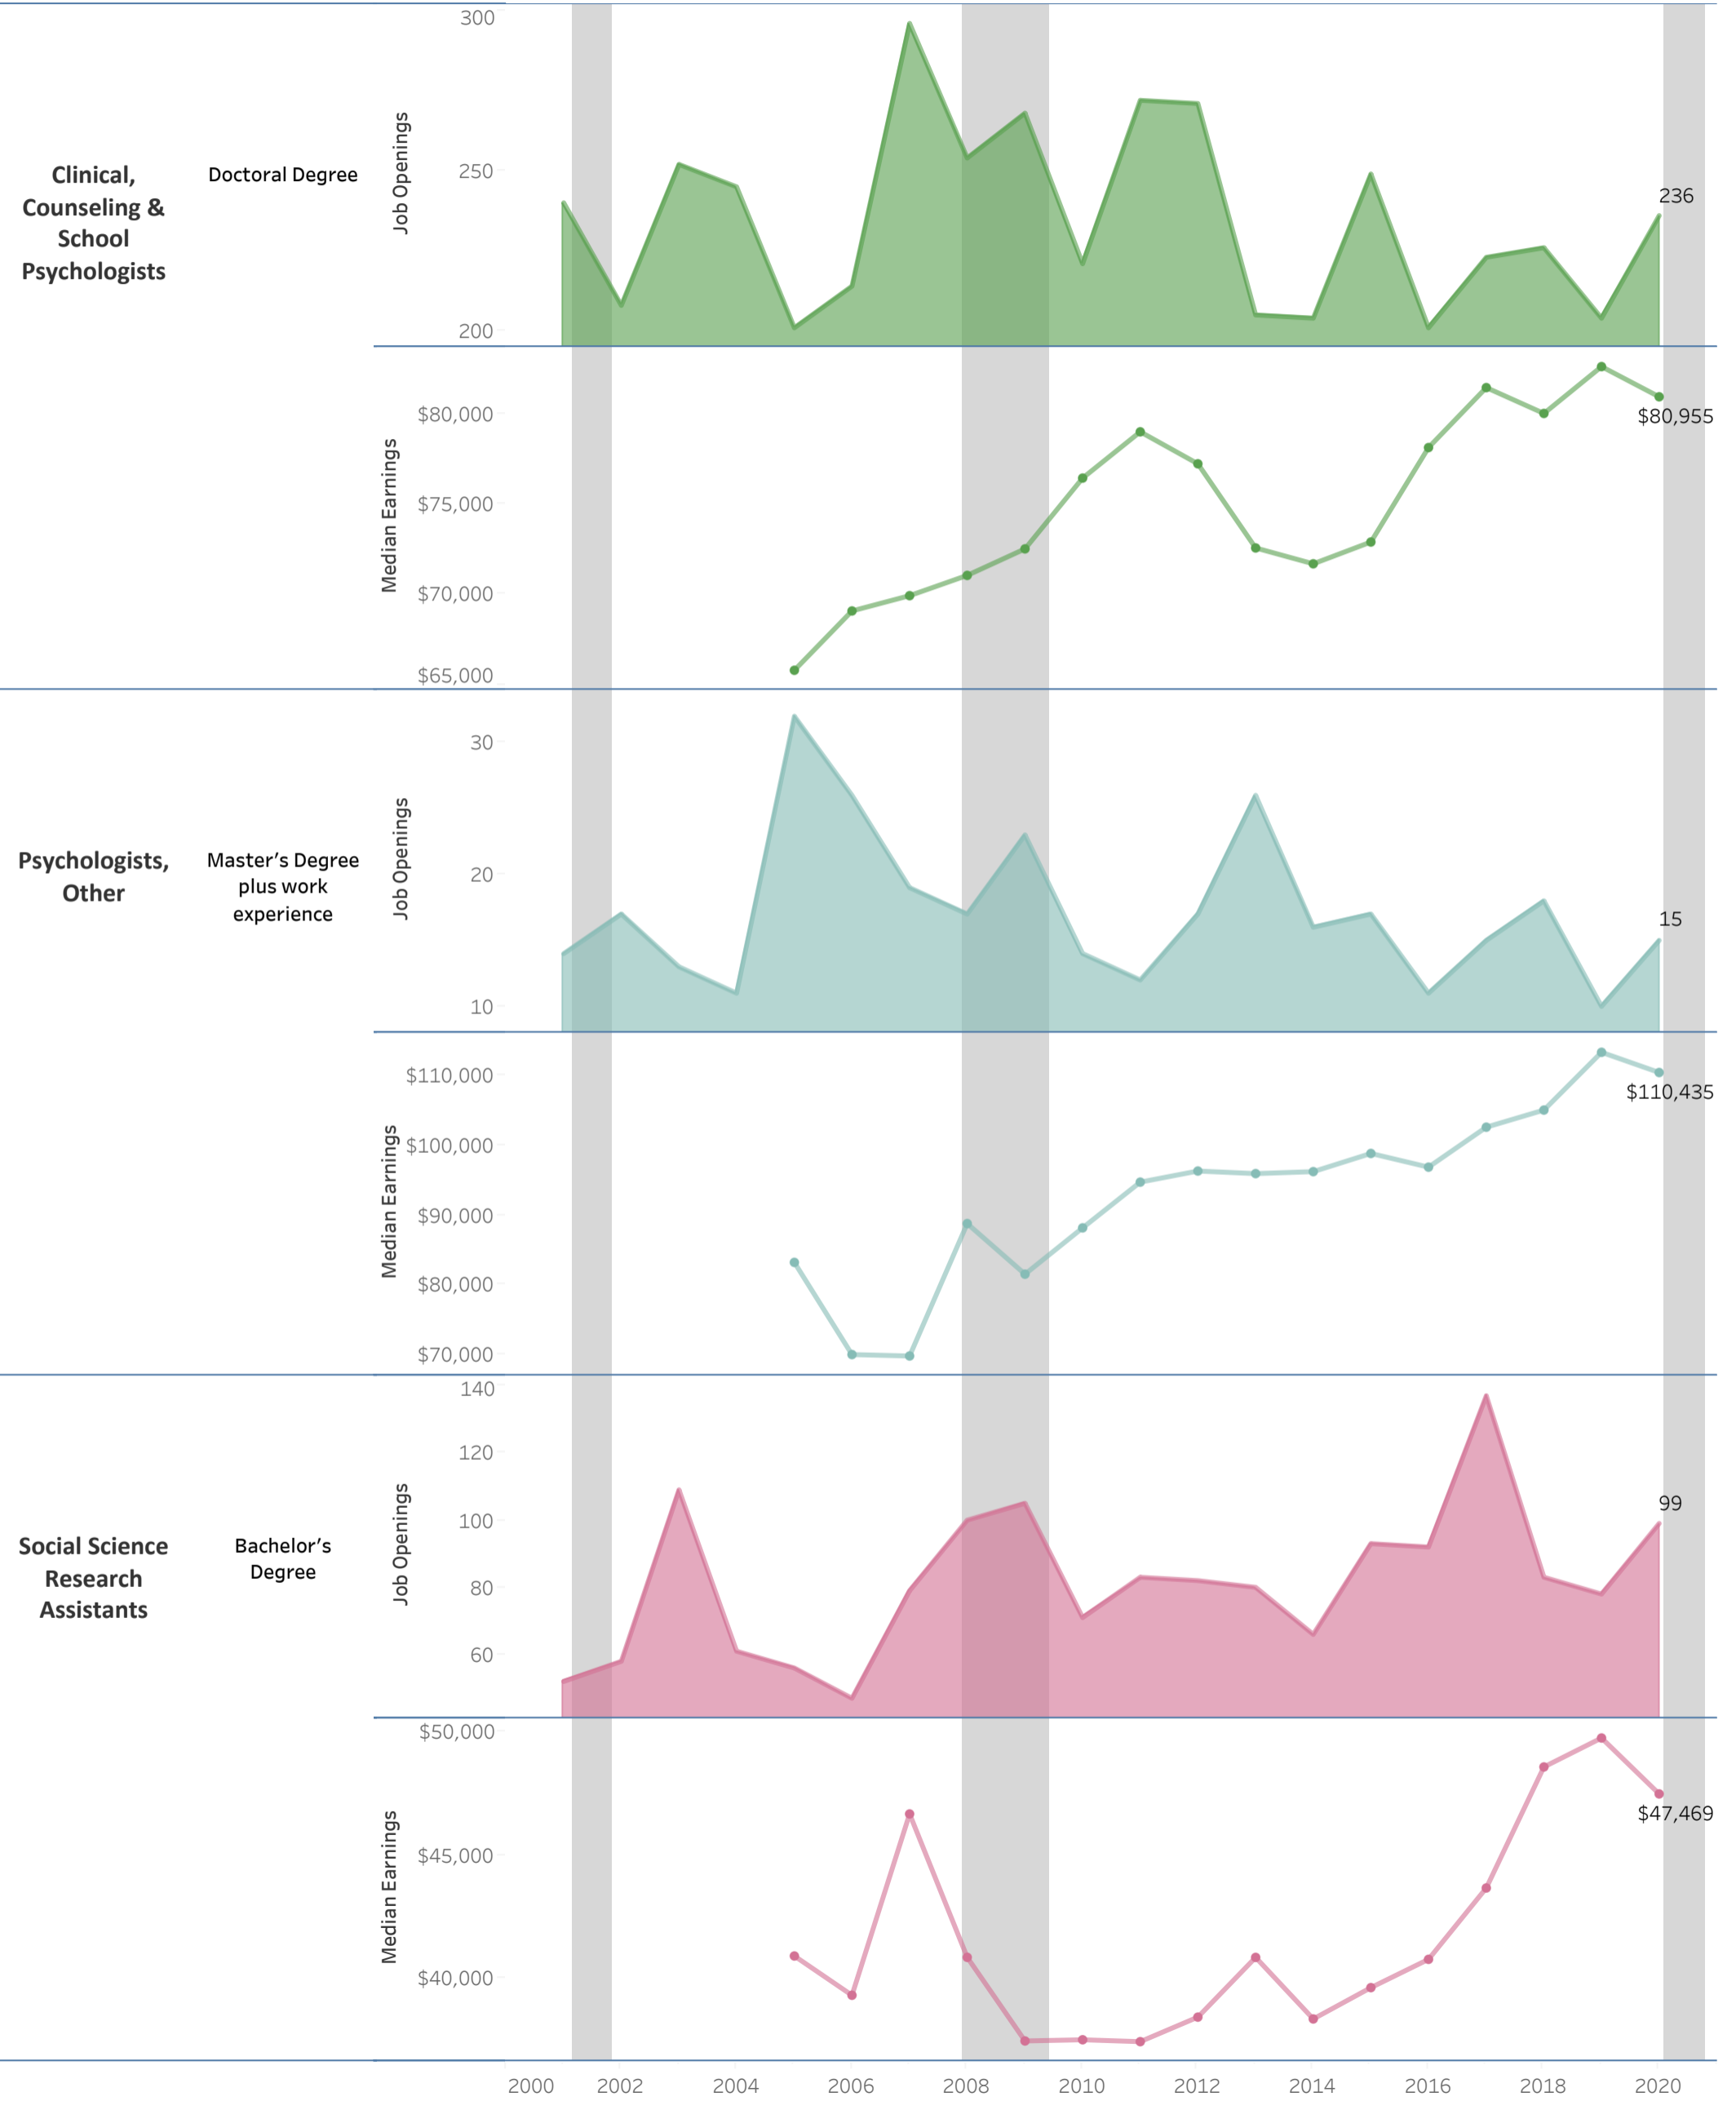 Clinical,
Counseling &
School
Psychologists
Doctoral Degree
Job Openings
300
250
200
236
Median Earnings
$80,000
$75,000
$70,000
$65,000
$80,955
Psychologists,
Other
Master's Degree
plus work
experience
Job Openings
30
20
10
15
Median Earnings
$110,000
$100,000
$90,000
$80,000
$70,000
$110,435
Social Science
Research
Assistants
Bachelor's
Degree
Job Openings
140
120
100
80
60
99
Median Earnings
$50,000
$45,000
$40,000
$47,469
2000 2002 2004 2006 2008 2010 2012 2014 2016 2018 2020